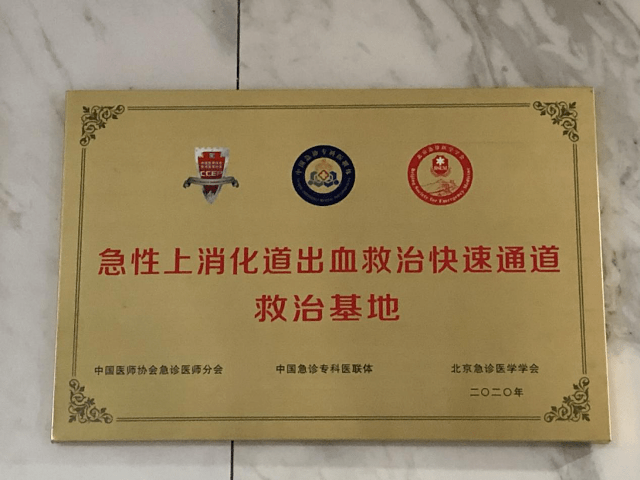 CCEP
急性上消化道出血救治快速通道
救治基地
中国医师协会急诊医师分会
中国急诊专科医联体
北京急诊医学学会
二〇二〇年